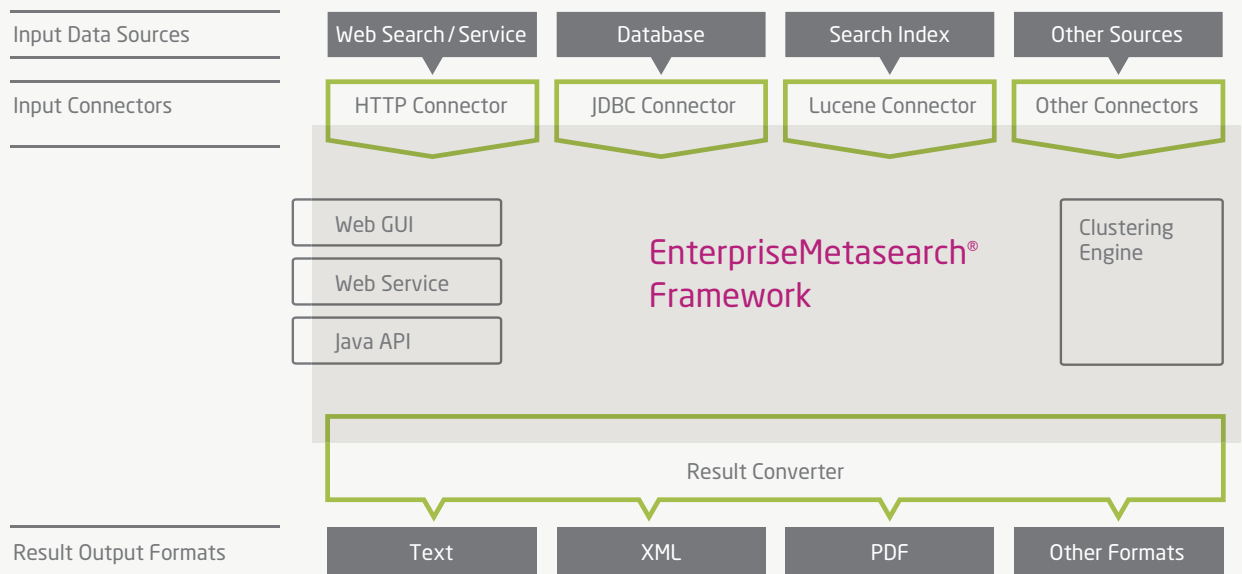 Input Data Sources
Web Search / Service
Database
Search Index
Other Sources
Input Connectors
HTTP Connector
JDBC Connector
Lucene Connector
Other Connectors
Web GUI
Web Service
Java API
EnterpriseMetasearch®
Framework
Clustering
Engine
Result Converter
Result Output Formats
Text
XML
PDF
Other Formats